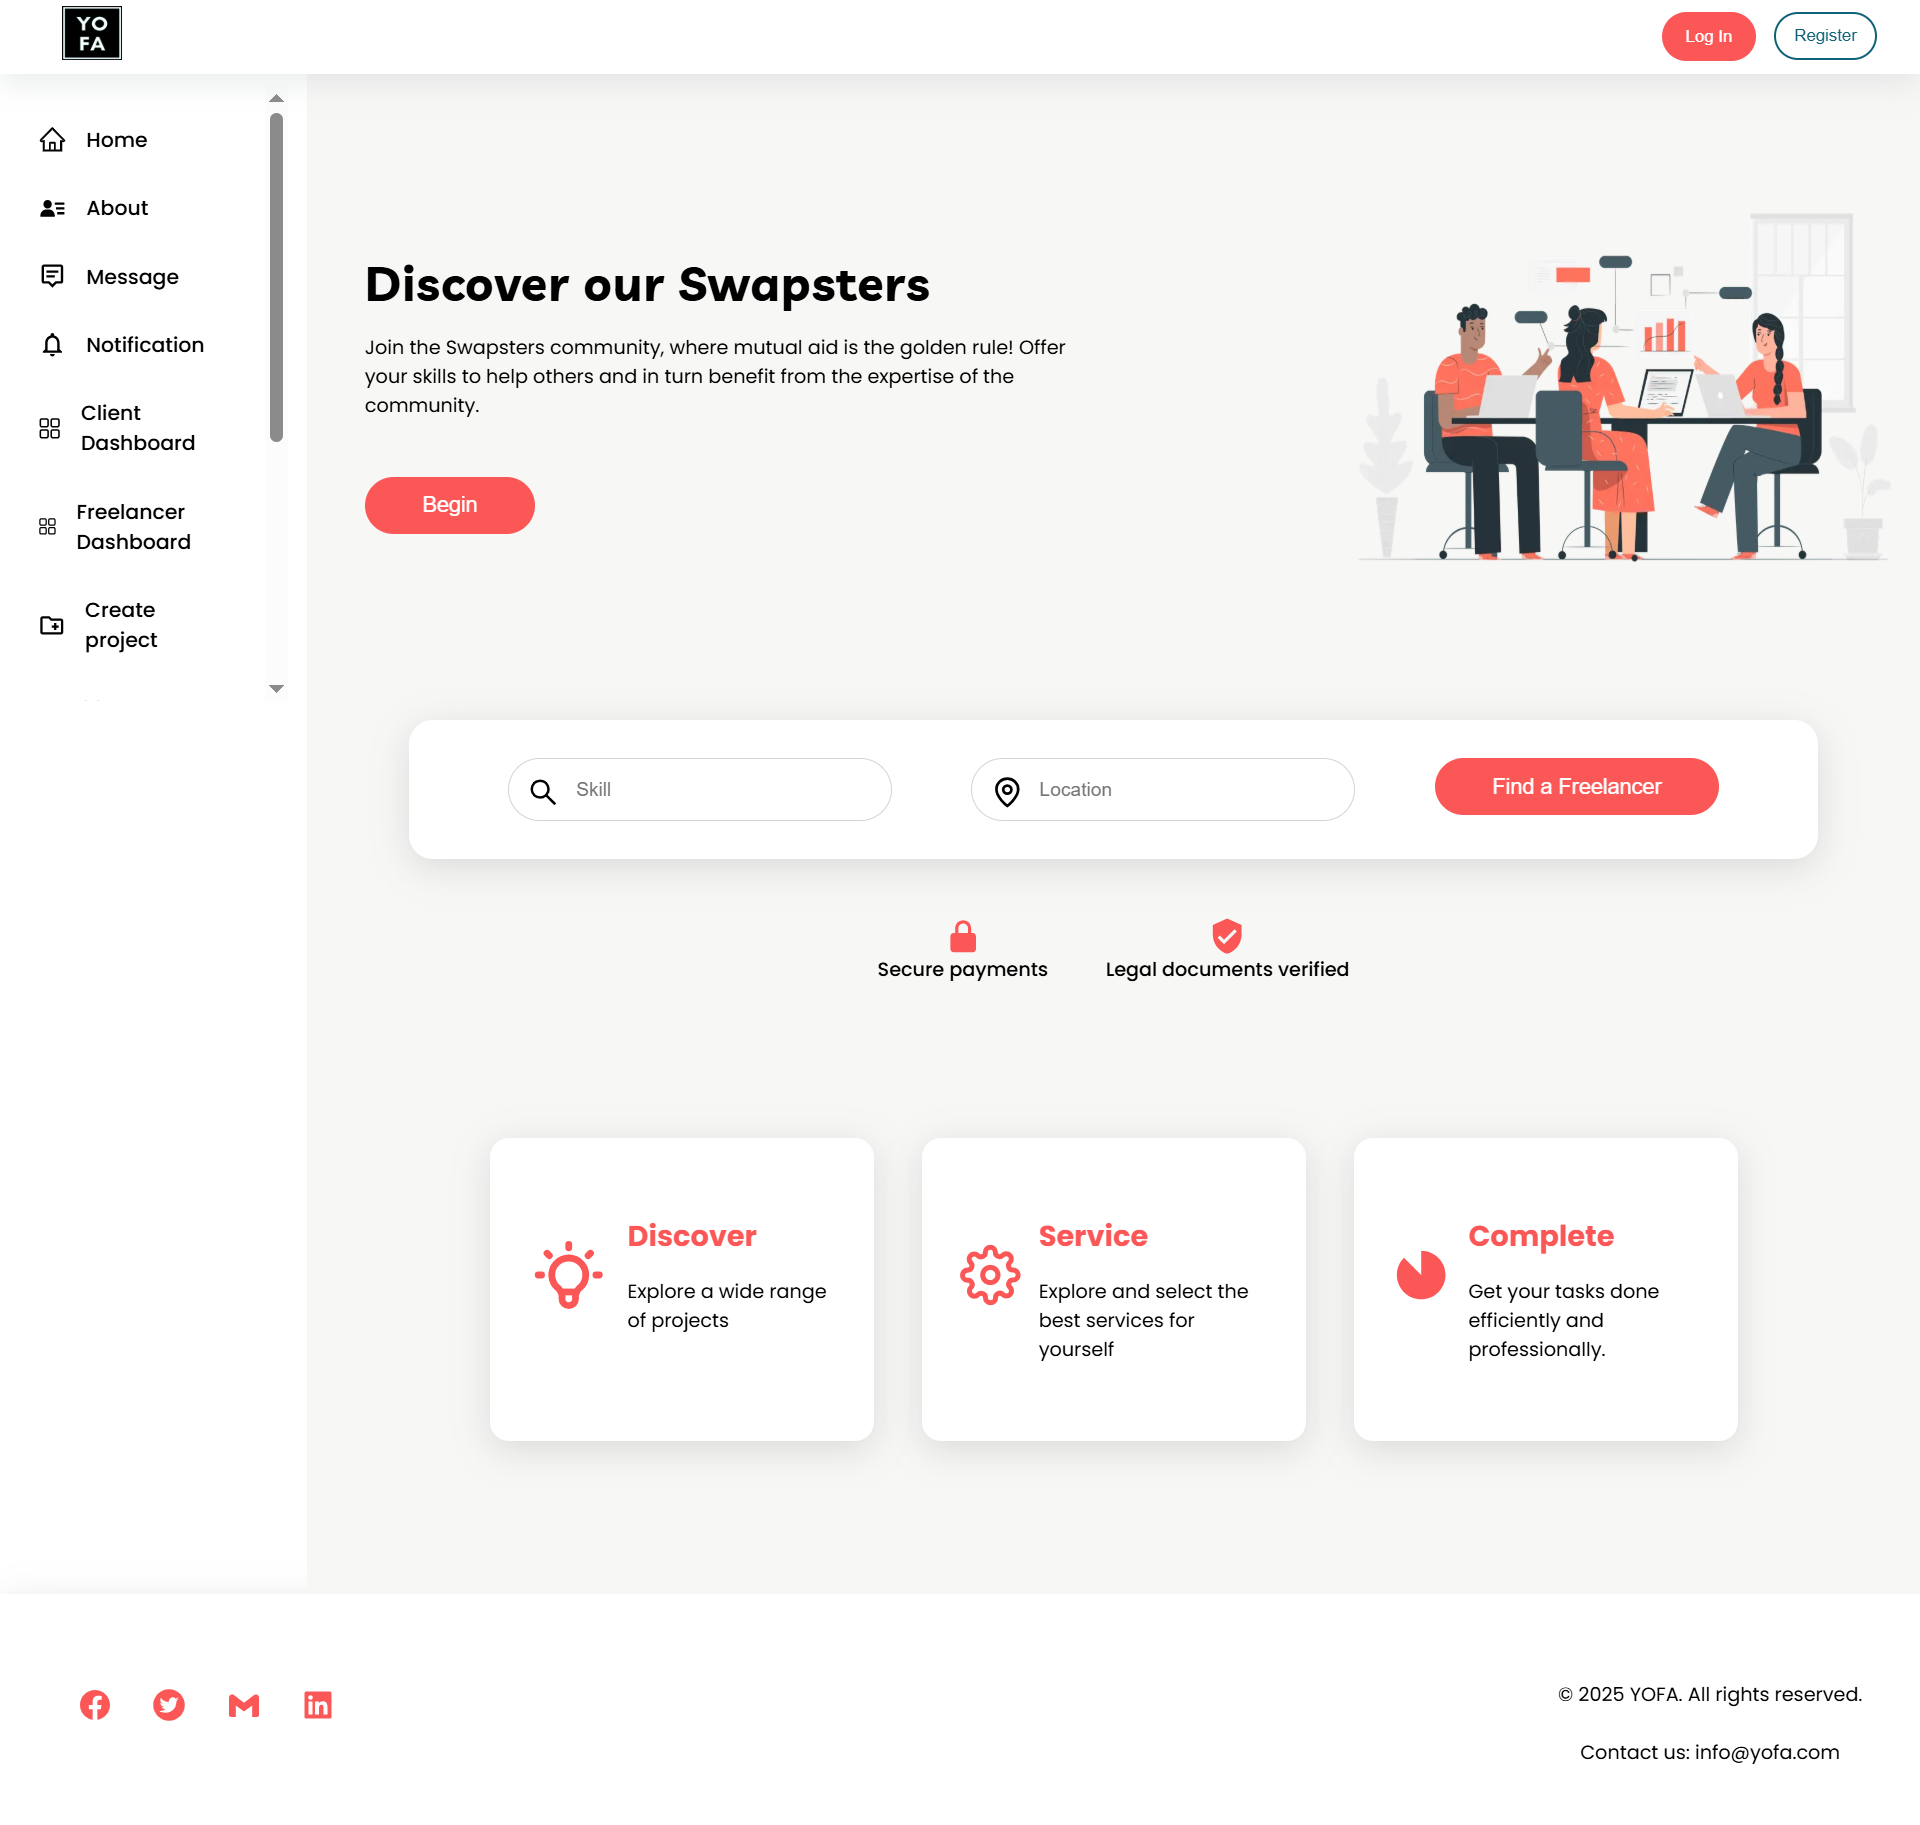 YO
FA
Log In
Register
Home
About
Message
Notification
Client
Dashboard
Freelancer
Dashboard
Create
project
Discover our Swapsters
Join the Swapsters community, where mutual aid is the golden rule! Offer
your skills to help others and in turn benefit from the expertise of the
community.
Begin
Skill
Location
Find a Freelancer
Secure payments
Legal documents verified
Discover
Explore a wide range
of projects
Service
Explore and select the
best services for
yourself
Complete
Get your tasks done
efficiently and
professionally.
© 2025 YOFA. All rights reserved.
Contact us: info@yofa.com